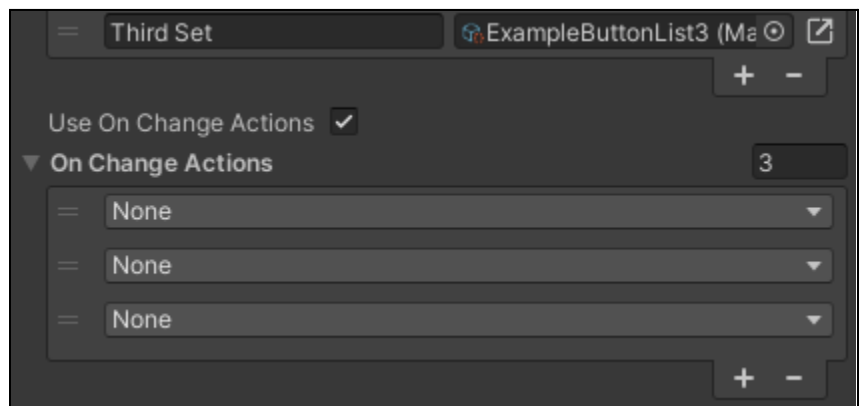 Third Set ExampleButtonList3 (Ma
+ -
Use On Change Actions
On Change Actions 3
None
None
None
+ -